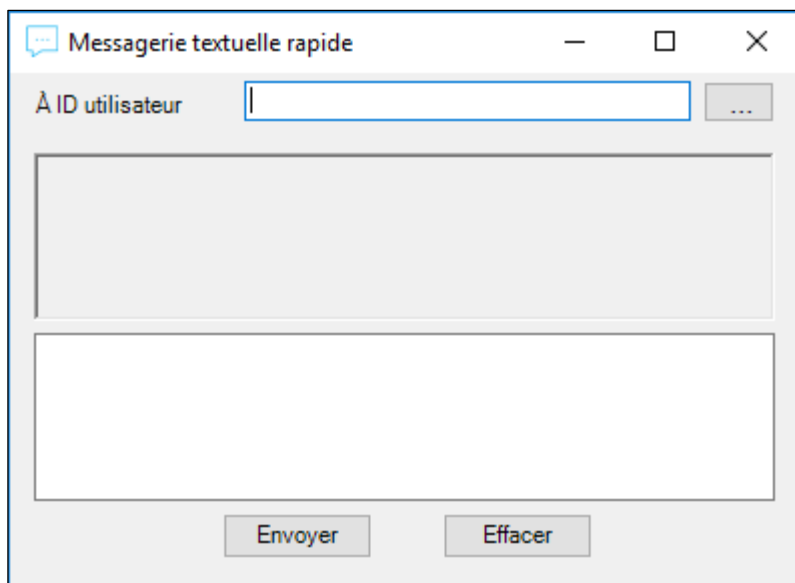 Messagerie textuelle rapide
À ID utilisateur
...
Envoyer
Effacer